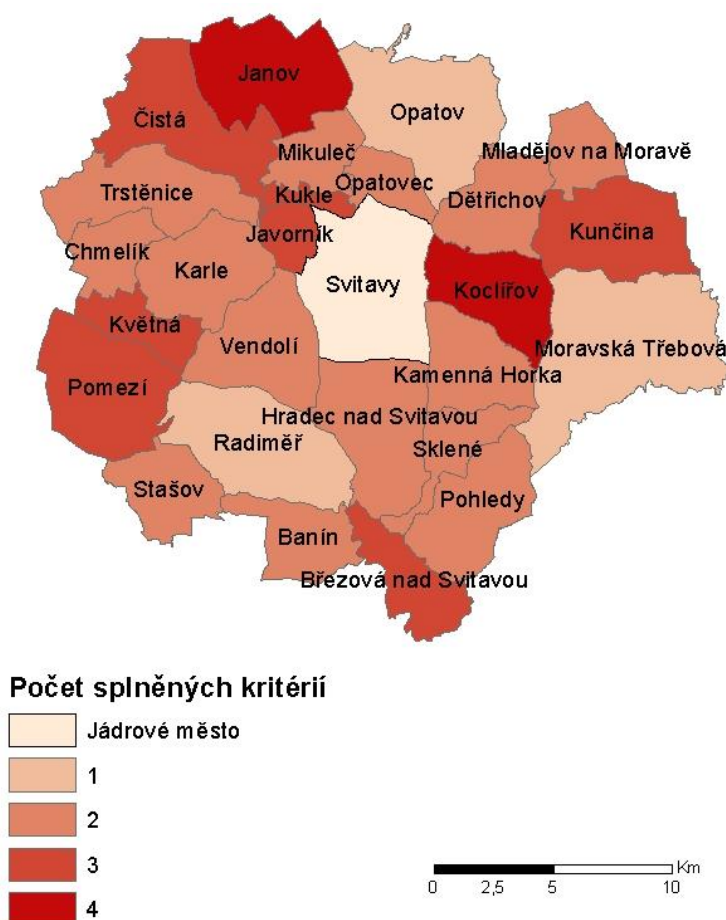 Janov
Opatov
Čistá
Mikuleč
Mladějov na Moravě
Opatovec
Trstěnice
Kukle
Dětřichov
Javorník
Kunčina
Chmelík
Karle
Svitavy
Koclířov
Květná
Vendolí
Moravská Třebová
Pomezí
Kamenná Horka
Hradec nad Svitavou
Radiměř
Sklené
Stašov
Pohledy
Banín
Březová nad Svitavou
Počet splněných kritérií
Jádrové město
1
2
3
4
Km
0 2,5 5 10